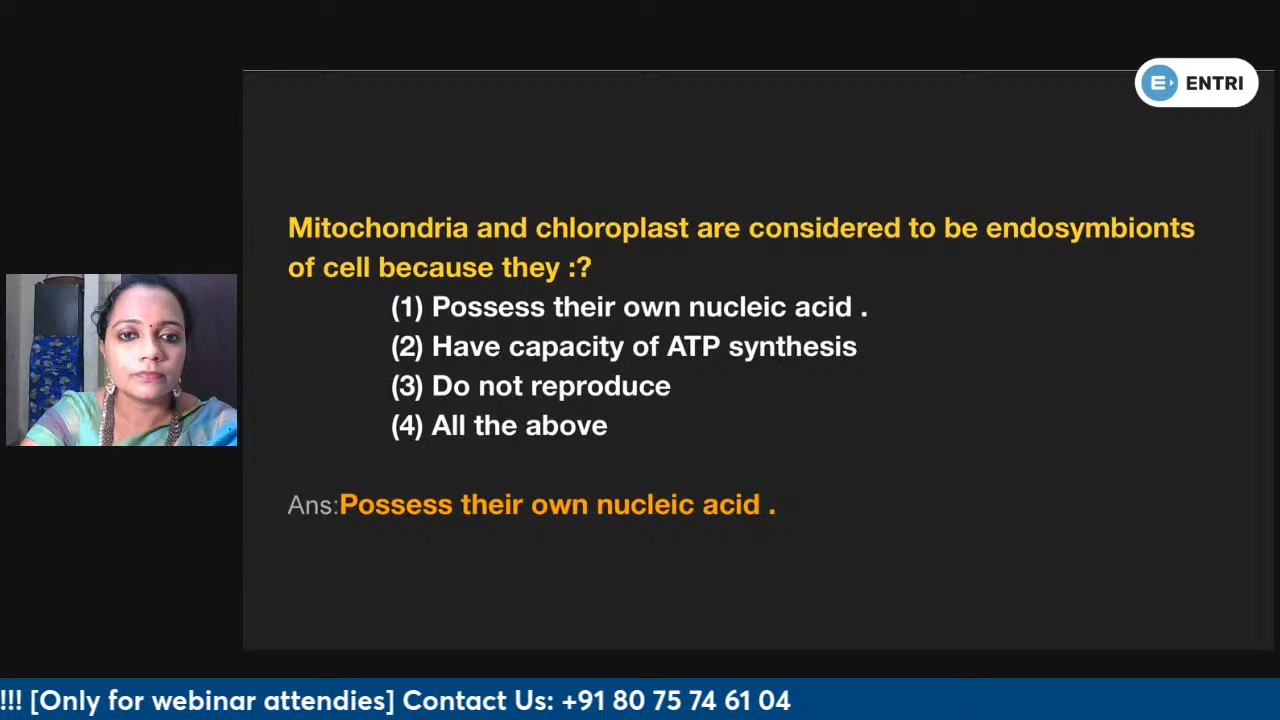 ENTRI
Mitochondria and chloroplast are considered to be endosymbionts
of cell because they :?
(1) Possess their own nucleic acid .
(2) Have capacity of ATP synthesis
(3) Do not reproduce
(4) All the above
Ans:Possess their own nucleic acid .
!!! [Only for webinar attendies] Contact Us: +91 80 75 74 61 04